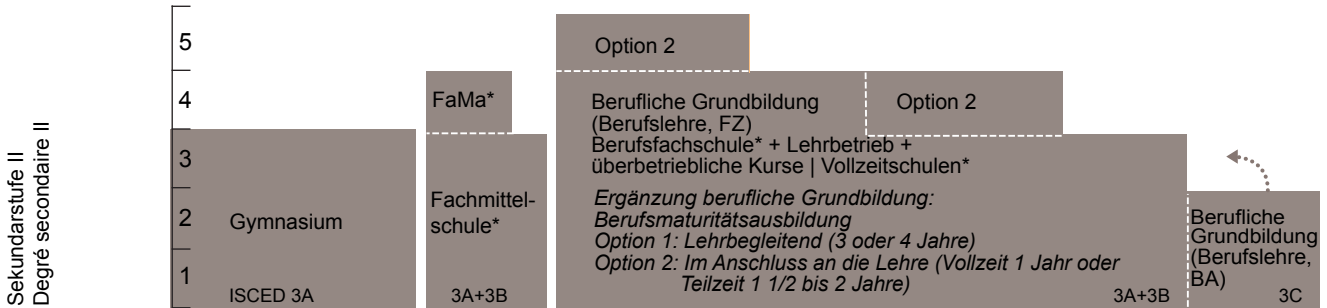 Sekundarstufe II
Degré secondaire II
5
4
3
2
1
Gymnasium
ISCED 3A
FaMa*
Fachmittel-
schule*
3A+3B
Option 2
Option 2
Berufliche Grundbildung
(Berufslehre, FZ)
Berufsfachschule* + Lehrbetrieb +
überbetriebliche Kurse | Vollzeitschulen*
Ergänzung berufliche Grundbildung:
Berufsmaturitätsausbildung
Option 1: Lehrbegleitend (3 oder 4 Jahre)
Option 2: Im Anschluss an die Lehre (Vollzeit 1 Jahr oder
Teilzeit 1 1/2 bis 2 Jahre)
3A+3B
Berufliche
Grundbildung
(Berufslehre,
BA)
3C